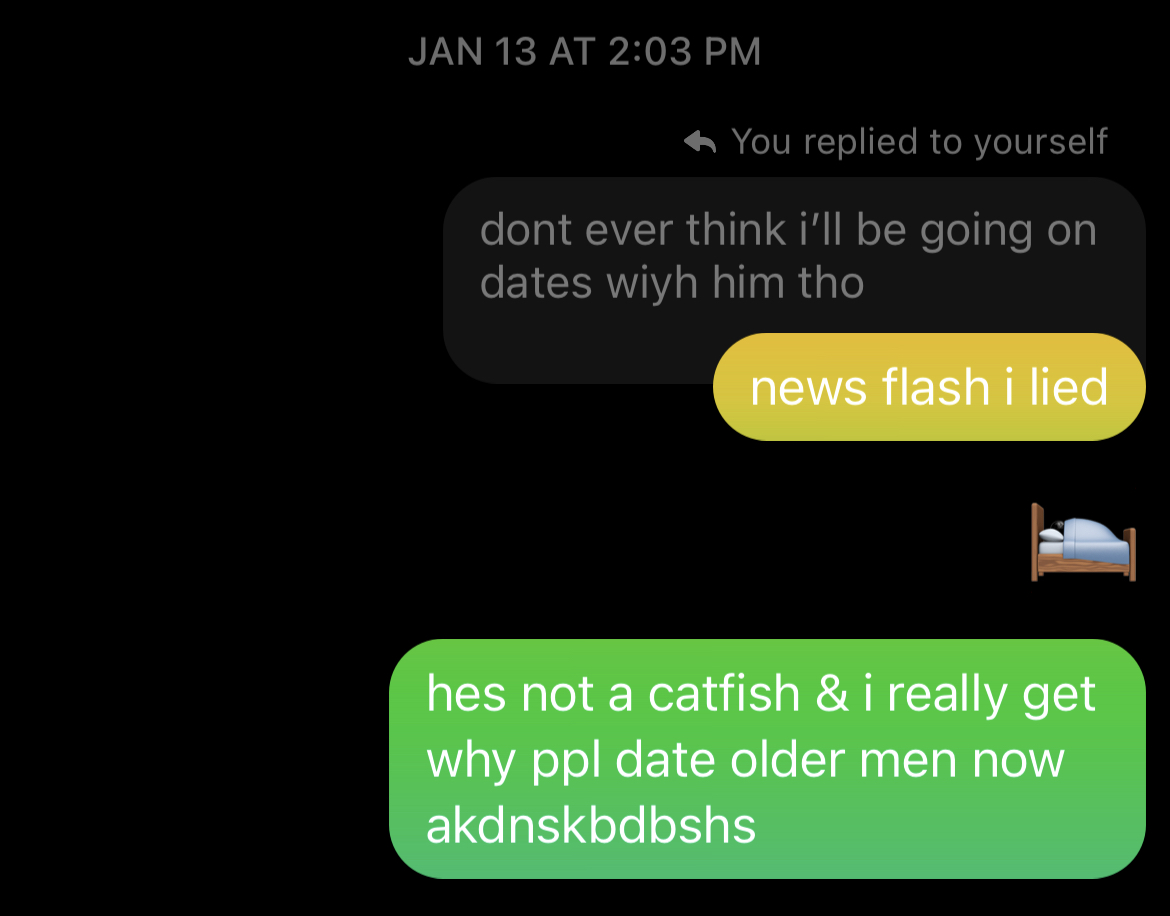 JAN 13 AT 2:03 PM
You replied to yourself
dont ever think i’ll be going on
dates wiyh him tho
news flash i lied
hes not a catfish & i really get
why ppl date older men now
akdnskbdbshs